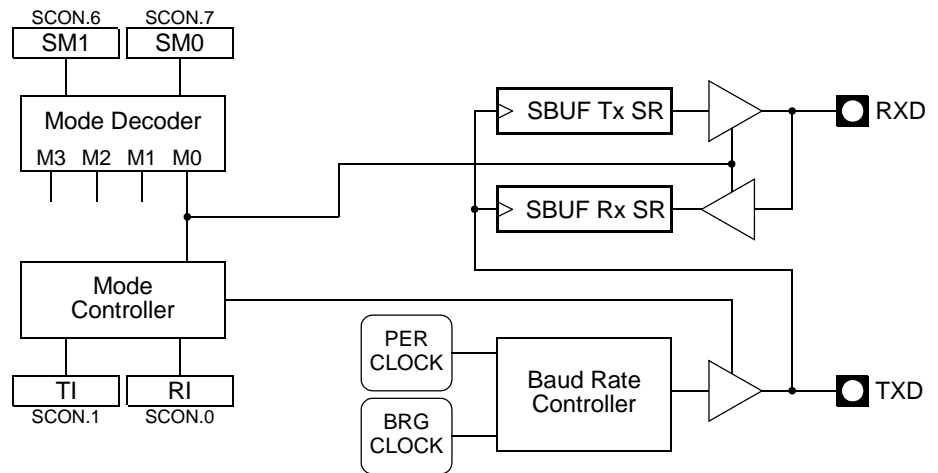 SCON.6 SCON.7
SM1 SM0
Mode Decoder
M3 M2 M1 M0
SBUF Tx SR
RXD
SBUF Rx SR
Mode
Controller
TI RI
SCON.1 SCON.0
PER
CLOCK
BRG
CLOCK
Baud Rate
Controller
TXD